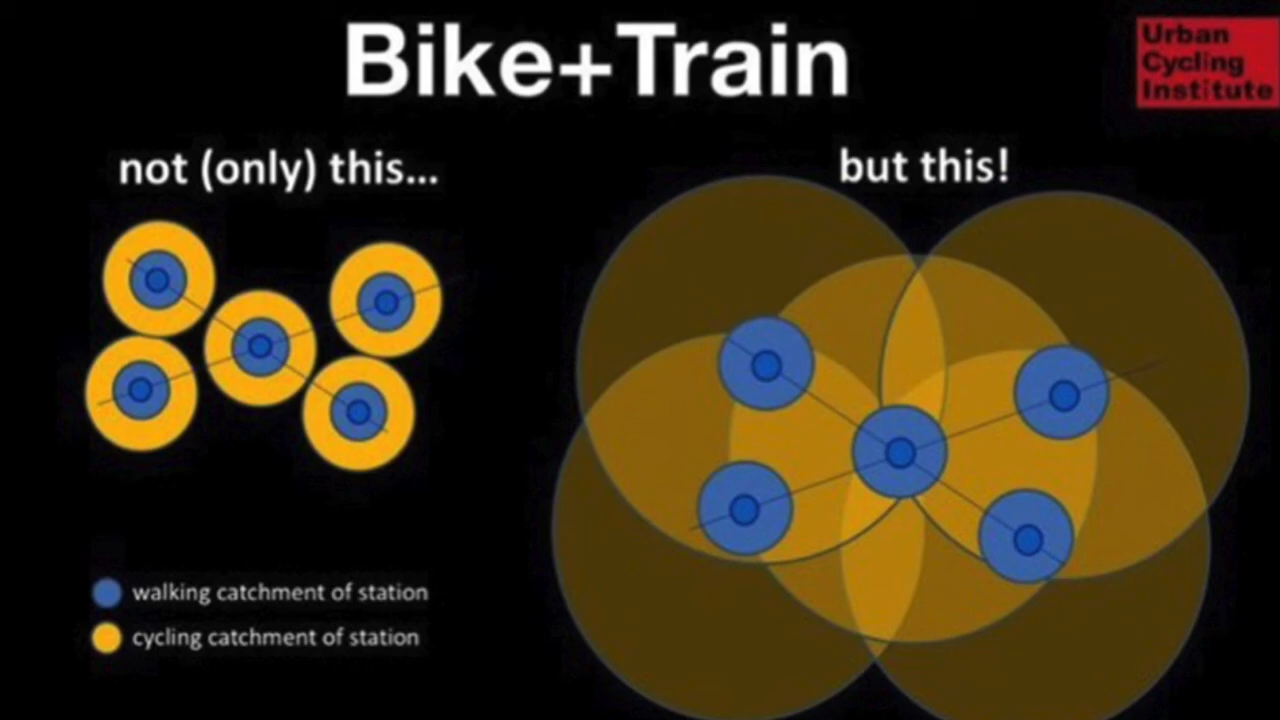 Bike+Train
Urban
Cycling
Institute
not (only) this...
but this!
walking catchment of station
cycling catchment of station